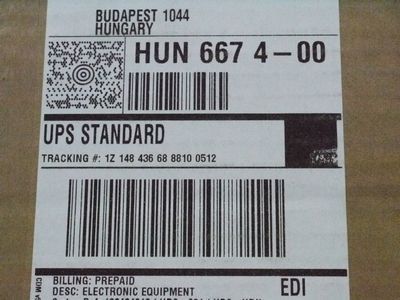 BUDAPEST 1044
HUNGARY
HUN 667 4-00
UPS STANDARD
TRACKING #: 1Z 148 436 68 8810 0512
BILLING: PREPAID
DESC: ELECTRONIC EQUIPMENT
EDI